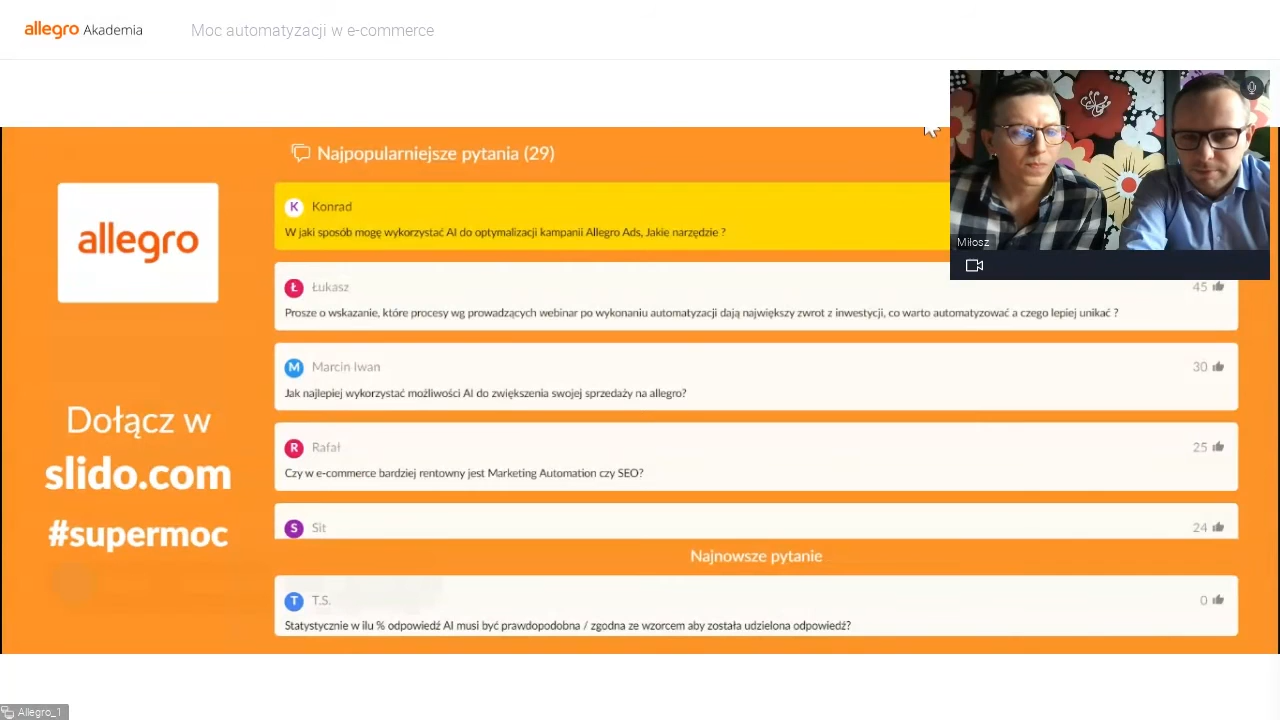 allegro Akademia
Moc automatyzacji w e-commerce
Najpopularniejsze pytania (29)
K Konrad
W jaki sposób mogę wykorzystać AI do optymalizacji kampanii Allegro Ads, Jakie narzędzie ?
Miłosz
allegro
Ł Łukasz 45
Prosze o wskazanie, które procesy wg prowadzących webinar po wykonaniu automatyzacji dają największy zwrot z inwestycji, co warto automatyzować a czego lepiej unikać ?
M Marcin Iwan 30
Jak najlepiej wykorzystać możliwości AI do zwiększenia swojej sprzedaży na allegro?
Dołącz w
slido.com
#supermoc
R Rafał 25
Czy w e-commerce bardziej rentowny jest Marketing Automation czy SEO?
S Sit 24
Najnowsze pytanie
T T.S. 0
Statystycznie w ilu % odpowiedź AI musi być prawdopodobna / zgodna ze wzorcem aby została udzielona odpowiedź?
Allegro_1